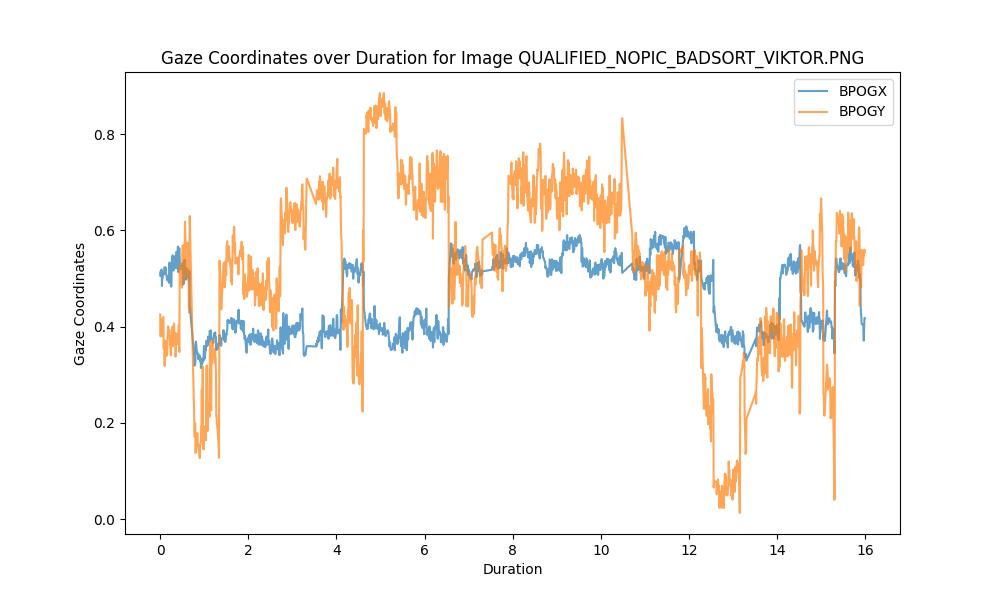 Gaze Coordinates over Duration for Image QUALIFIED_NOPIC_BADSORT_VIKTOR.PNG
BPOGX
BPOGY
0.8
0.6
0.4
0.2
0.0
Gaze Coordinates
0 2 4 6 8 10 12 14 16
Duration